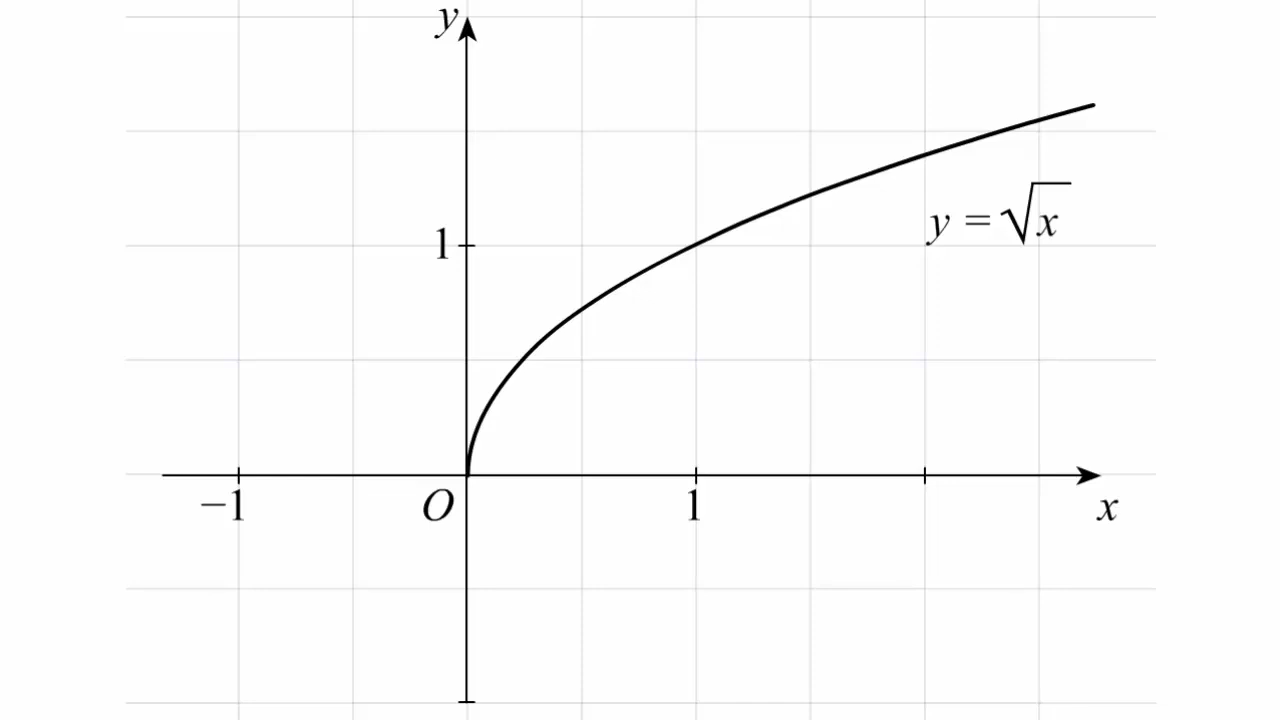 y
y = √x
1
−1
O
1
x